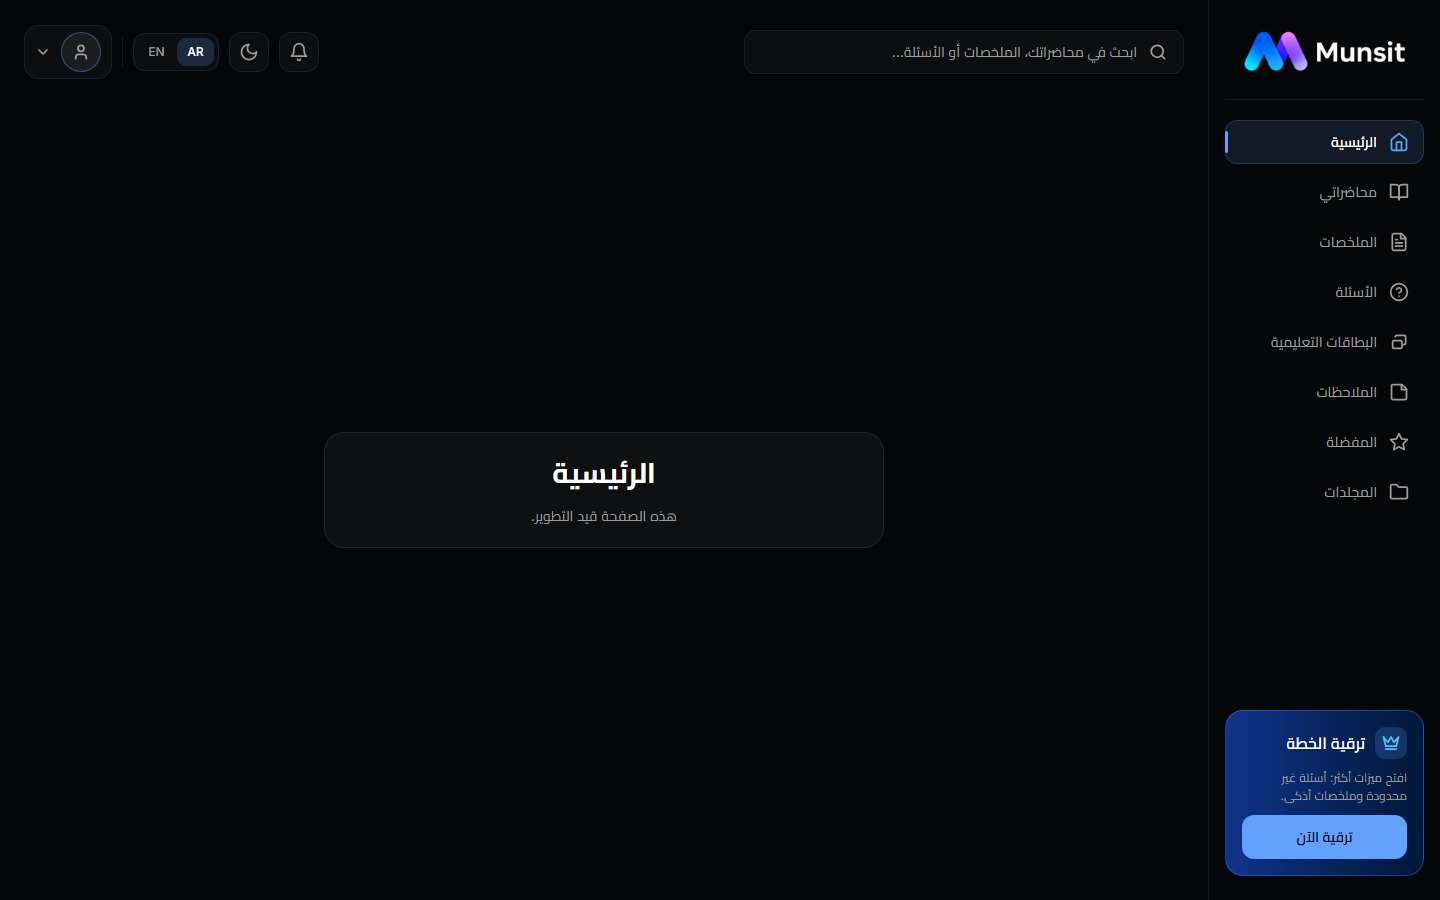 Munsit
الرئيسية
محاضراتي
الملخصات
الأسئلة
البطاقات التعليمية
الملاحظات
المفضلة
المجلدات
ترقية الخطة
افتح ميزات أكثر: أسئلة غير
محدودة وملخصات أذكى.
ترقية الآن
ابحث في محاضراتك، الملخصات أو الأسئلة...
AR EN
الرئيسية
هذه الصفحة قيد التطوير.